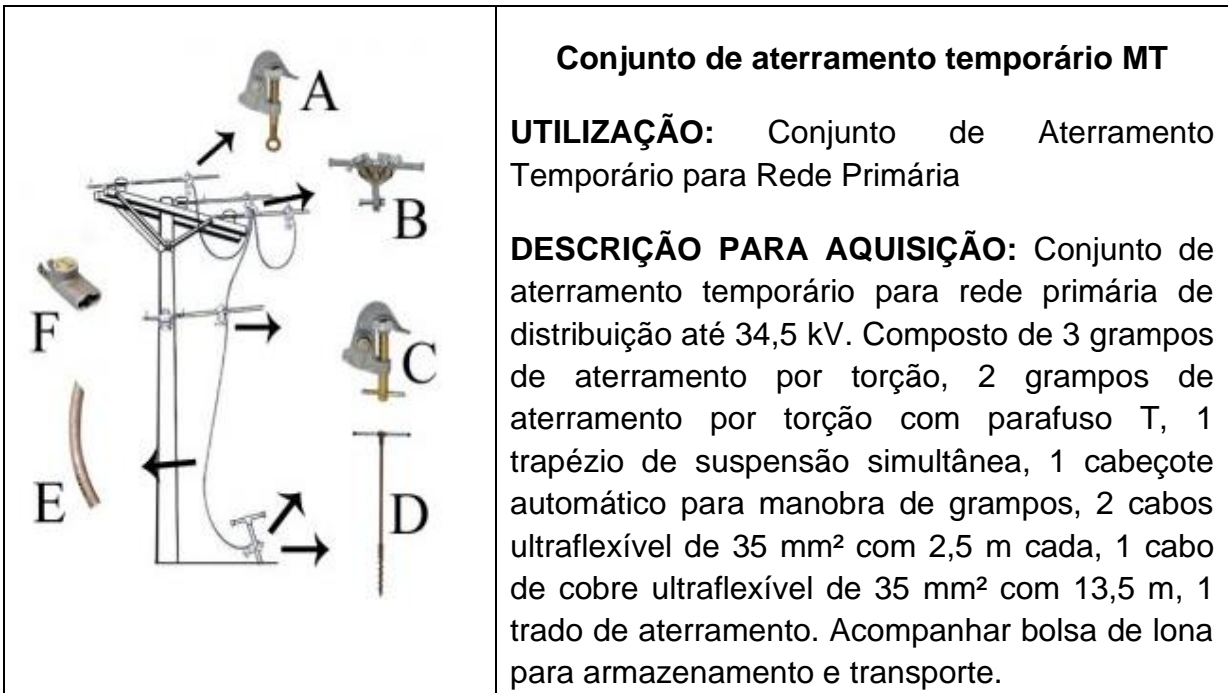 A
B
F
C
E
D
Conjunto de aterramento temporário MT
UTILIZAÇÃO: Conjunto de Aterramento
Temporário para Rede Primária
DESCRIÇÃO PARA AQUISIÇÃO: Conjunto de
aterramento temporário para rede primária de
distribuição até 34,5 kV. Composto de 3 grampos
de aterramento por torção, 2 grampos de
aterramento por torção com parafuso T, 1
trapézio de suspensão simultânea, 1 cabeçote
automático para manobra de grampos, 2 cabos
ultraflexível de 35 mm² com 2,5 m cada, 1 cabo
de cobre ultraflexível de 35 mm² com 13,5 m, 1
trado de aterramento. Acompanhar bolsa de lona
para armazenamento e transporte.